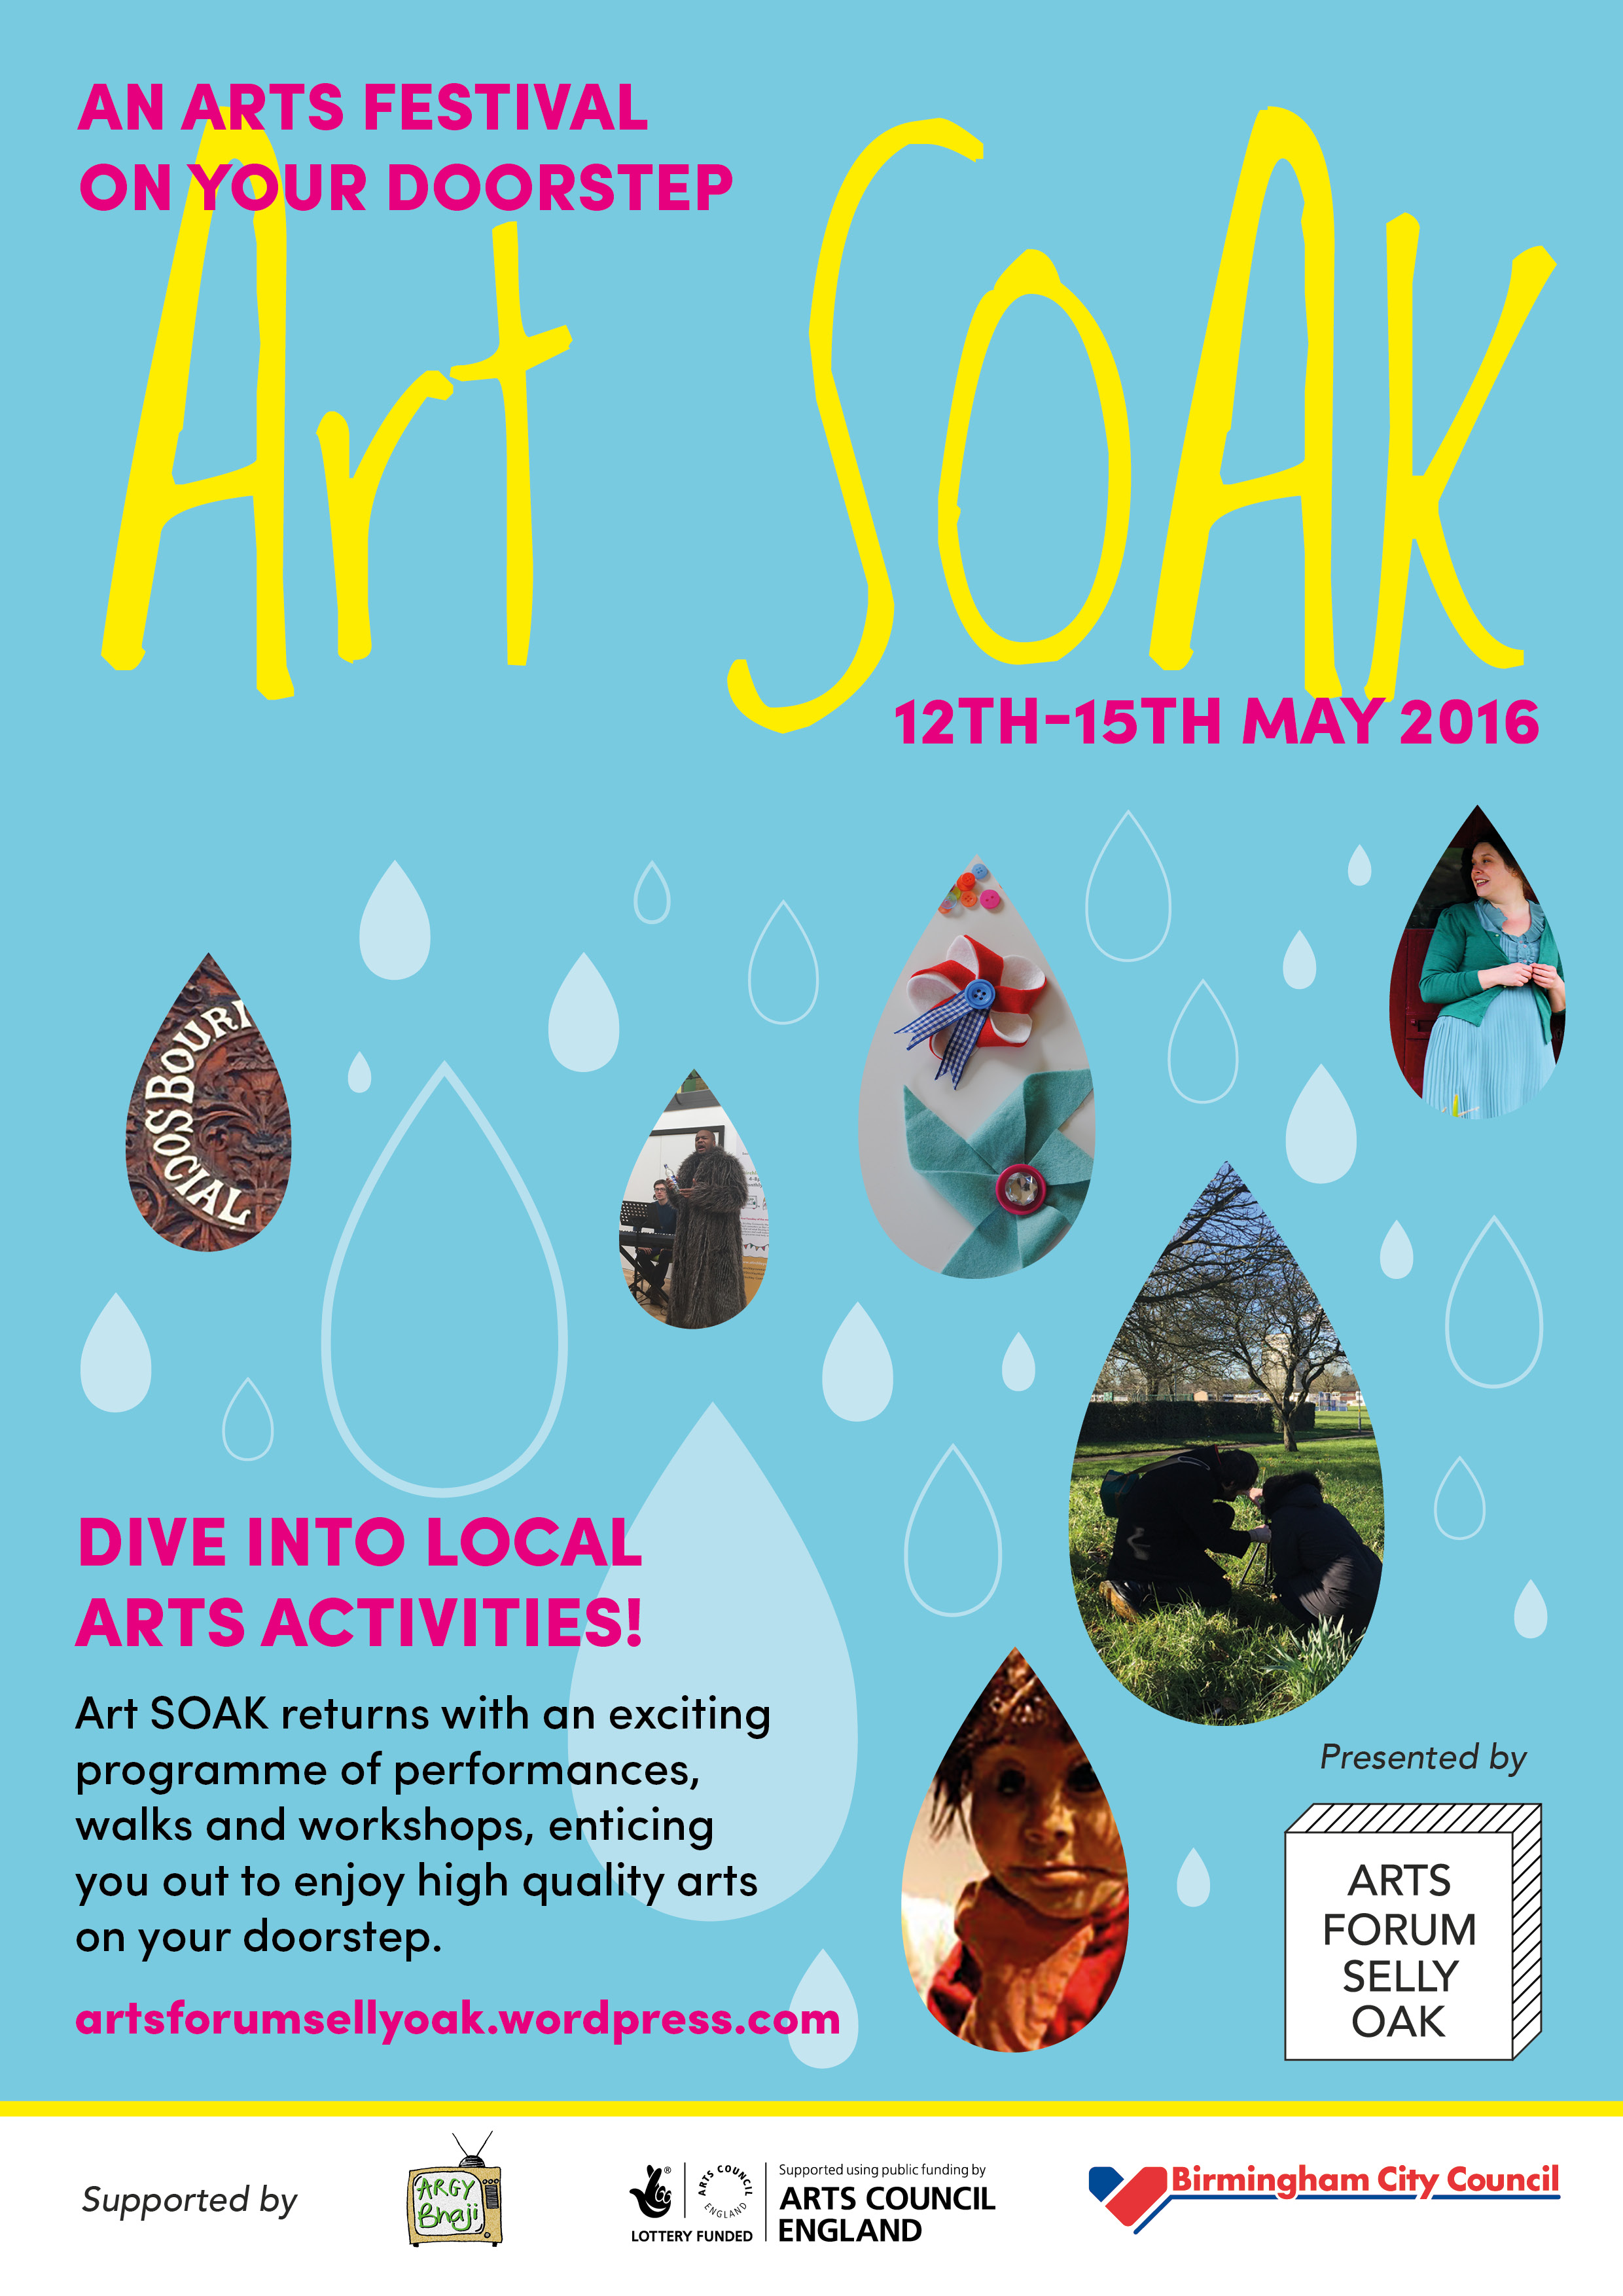 AN ARTS FESTIVAL
ON YOUR DOORSTEP
Art SOAK
12TH-15TH MAY 2016
BOURN
SOCIAL
DIVE INTO LOCAL
ARTS ACTIVITIES!
Art SOAK returns with an exciting
programme of performances,
walks and workshops, enticing
you out to enjoy high quality arts
on your doorstep.
artsforumsellyoak.wordpress.com
Presented by
ARTS
FORUM
SELLY
OAK
Supported by
ARGY
Bhaji
LOTTERY FUNDED
ARTS COUNCIL
ENGLAND
Supported using public funding by
ARTS COUNCIL
ENGLAND
Birmingham City Council